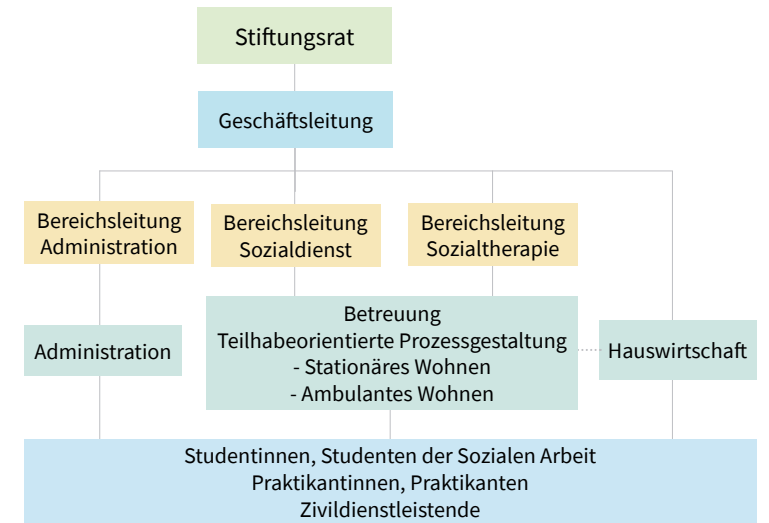 Stiftungsrat
Geschäftsleitung
Bereichsleitung
Administration
Bereichsleitung
Sozialdienst
Bereichsleitung
Sozialtherapie
Administration
Betreuung
Teilhabeorientierte Prozessgestaltung
- Stationäres Wohnen
- Ambulantes Wohnen
Hauswirtschaft
Studentinnen, Studenten der Sozialen Arbeit
Praktikantinnen, Praktikanten
Zivildienstleistende